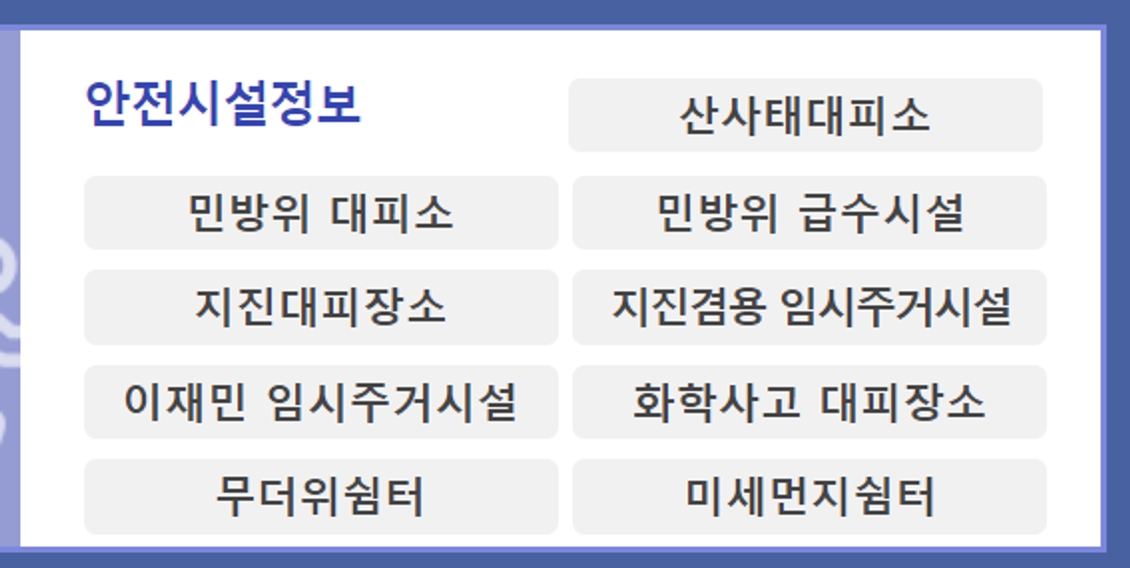 안전시설정보
산사태대피소
민방위 대피소
민방위 급수시설
지진대피장소
지진겸용 임시주거시설
이재민 임시주거시설
화학사고 대피장소
무더위쉼터
미세먼지쉼터